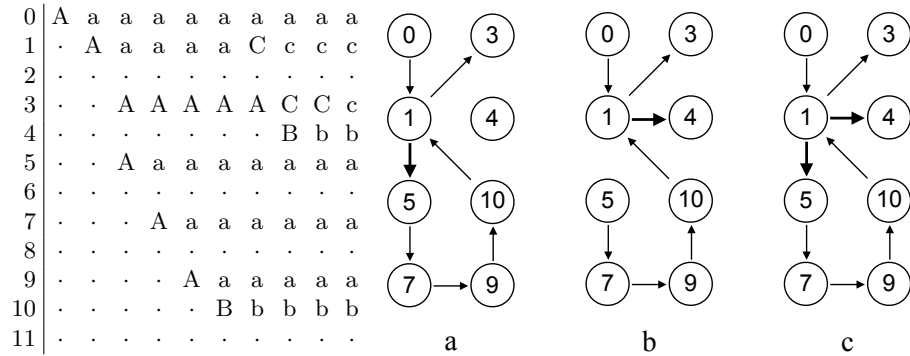 0 A a a a a a a a a a
1 · A a a a a C c c c
2 · · · · · · · · · ·
3 · · A A A A A C C c
4 · · · · · · · B b b
5 · · A a a a a a a a
6 · · · · · · · · · ·
7 · · · A a a a a a a
8 · · · · · · · · · ·
9 · · · · A a a a a a
10 · · · · · B b b b b
11 · · · · · · · · · ·
0 3
1 4
5 10
7 9
a
0 3
1 4
5 10
7 9
b
0 3
1 4
5 10
7 9
c